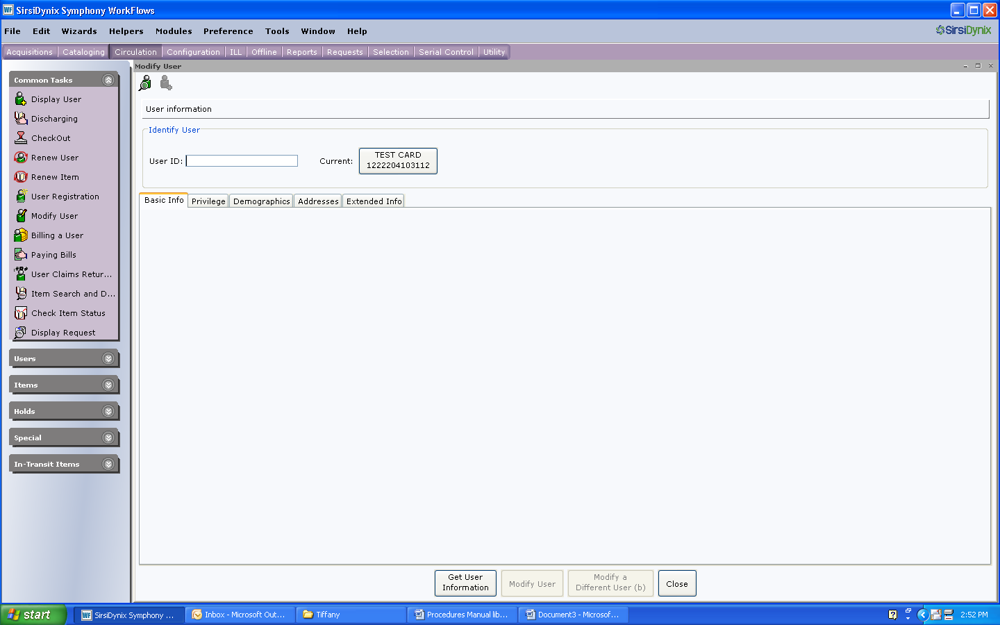 WF SirsiDynix Symphony WorkFlows
File Edit Wizards Helpers Modules Preference Tools Window Help
SirsiDynix
Acquisitions Cataloging Circulation Configuration ILL Offline Reports Requests Selection Serial Control Utility
Modify User
Common Tasks
Display User
Discharging
CheckOut
Renew User
Renew Item
User Registration
Modify User
Billing a User
Paying Bills
User Claims Retur...
Item Search and D...
Check Item Status
Display Request
Users
Items
Holds
Special
In-Transit Items
User information
Identify User
User ID:
Current:
TEST CARD
1222204103112
Basic Info Privilege Demographics Addresses Extended Info
Get User
Information
Modify User
Modify a
Different User (b)
Close
start
WF SirsiDynix Symphony ...
Inbox - Microsoft Out...
Tiffany
Procedures Manual lib...
Document3 - Microsof...
2:52 PM